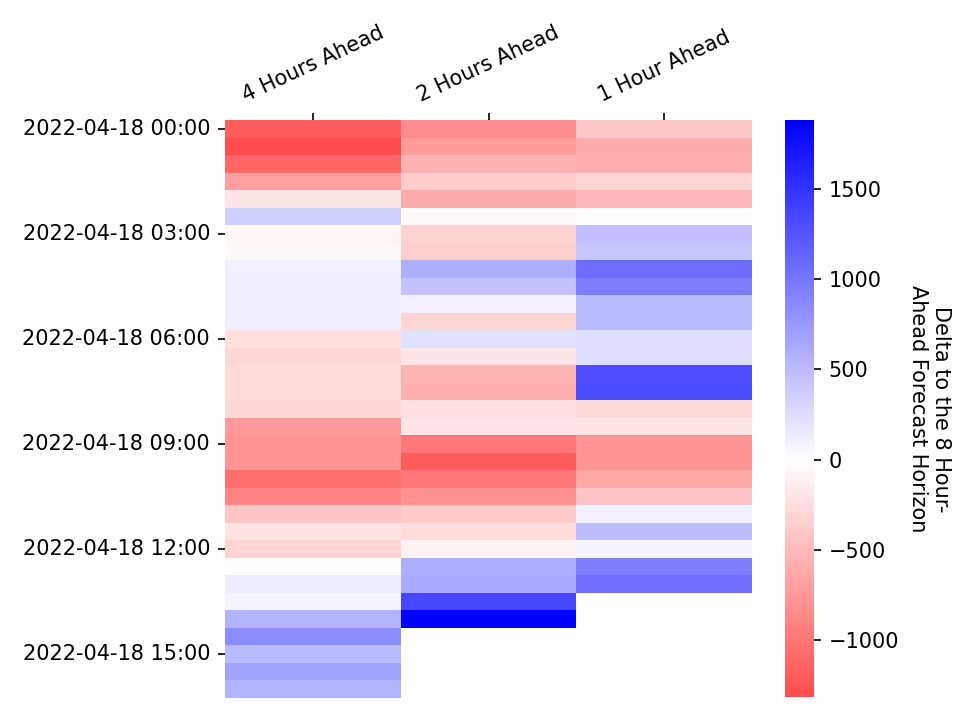 4 Hours Ahead
2 Hours Ahead
1 Hour Ahead
2022-04-18 00:00
2022-04-18 03:00
2022-04-18 06:00
2022-04-18 09:00
2022-04-18 12:00
2022-04-18 15:00
1500
1000
500
0
−500
−1000
Delta to the 8 Hour-
Ahead Forecast Horizon